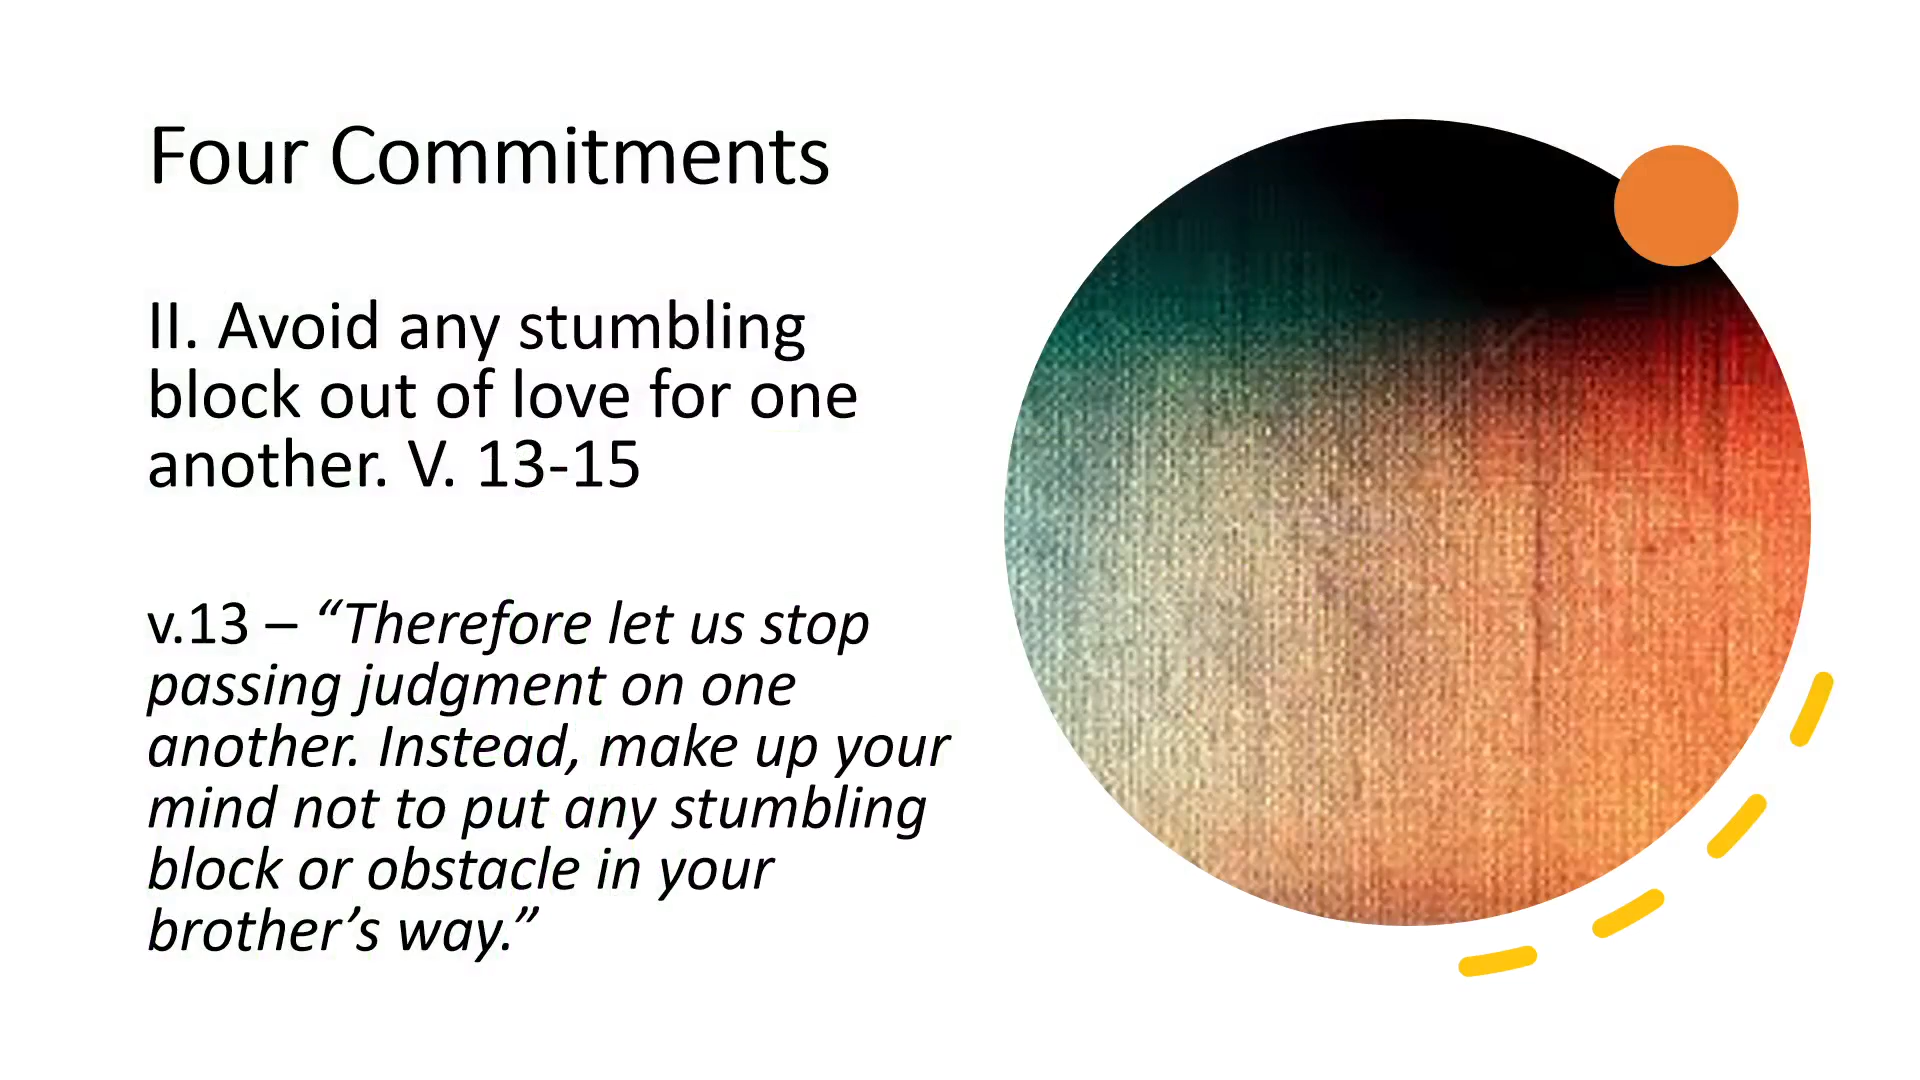 Four Commitments
II. Avoid any stumbling
block out of love for one
another. V. 13-15
v.13 – “Therefore let us stop
passing judgment on one
another. Instead, make up your
mind not to put any stumbling
block or obstacle in your
brother’s way.”